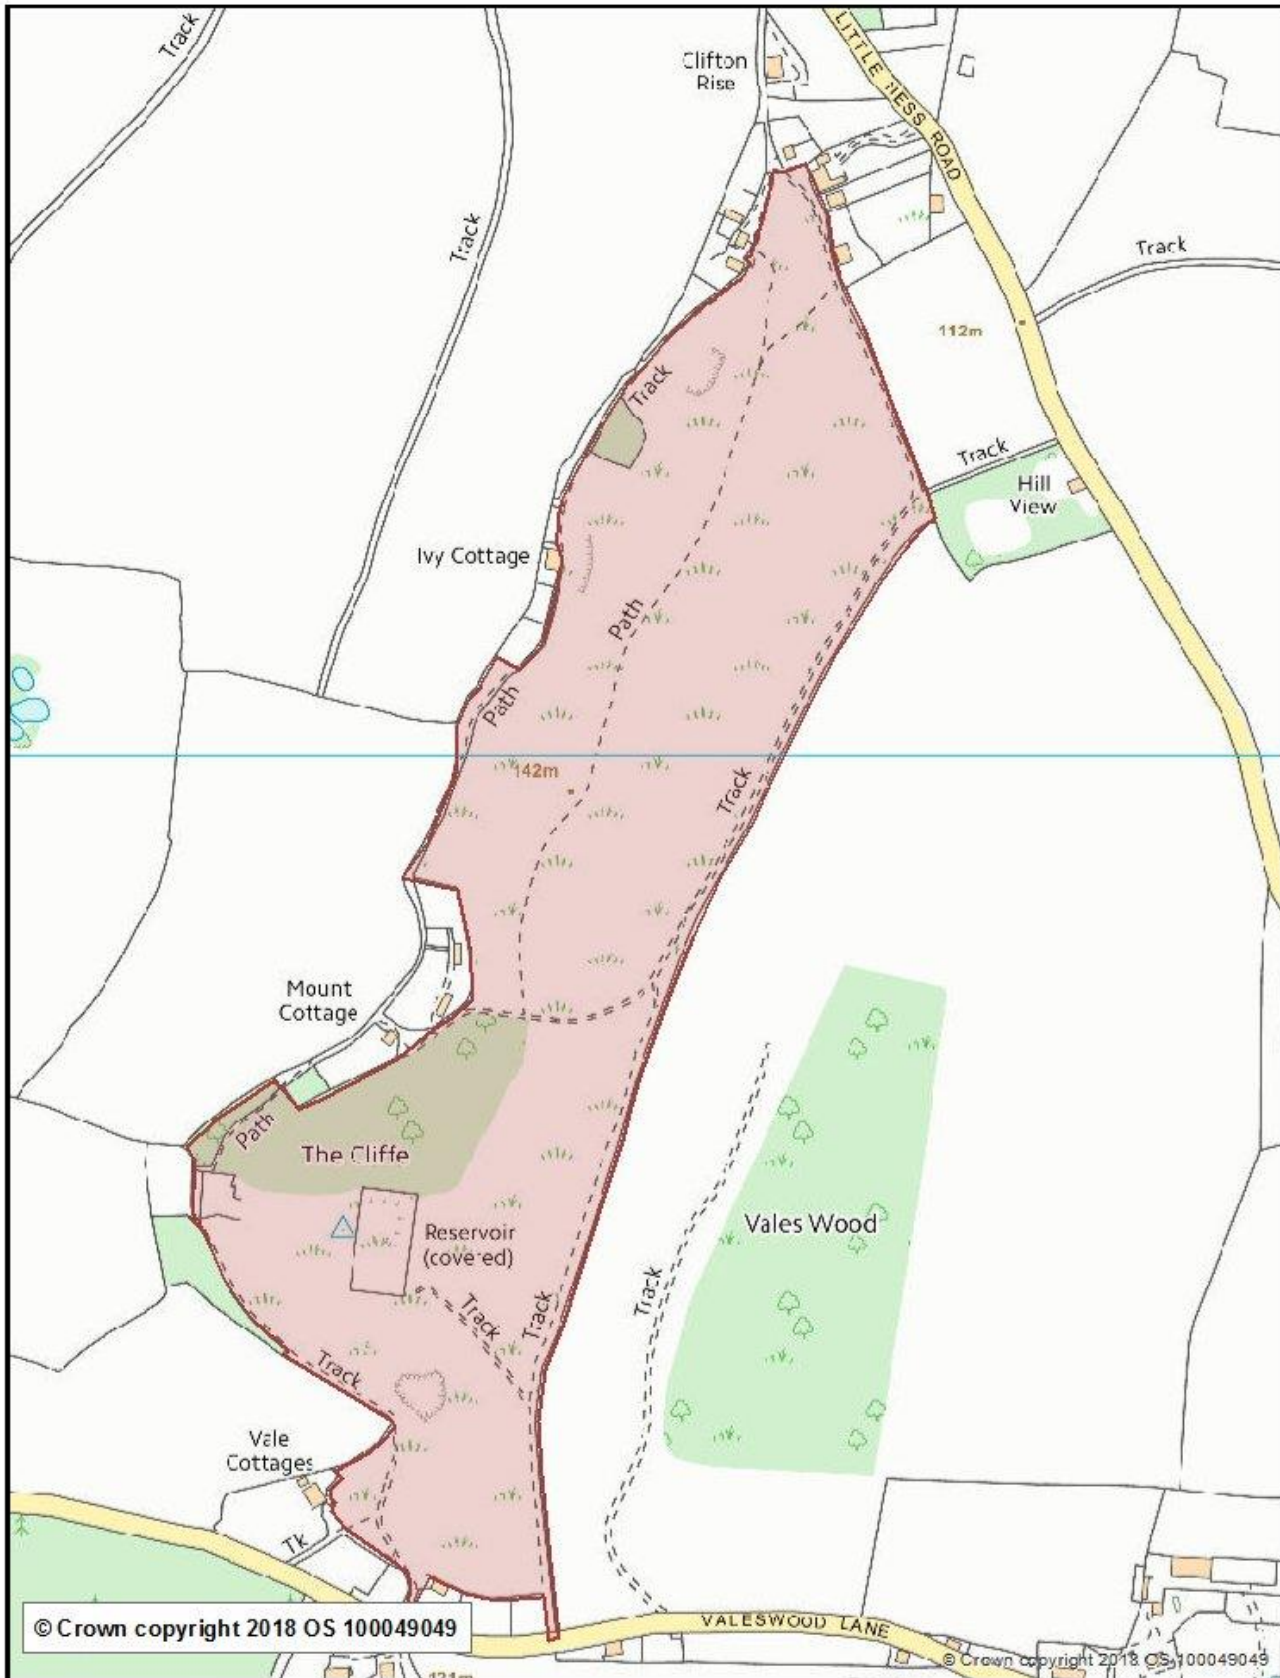 Track
Clifton
Rise
LITTLE NESS ROAD
Track
Track
112m
Track
Track
Hill
View
Ivy Cottage
Path
Path
142m
Track
Mount
Cottage
Path
The Cliffe
Reservoir
(covered)
Vales Wood
Track
Track
Track
Track
Vale
Cottages
Tk
© Crown copyright 2018 OS 100049049
VALESWOOD LANE
© Crown copyright 2018 OS 100049049